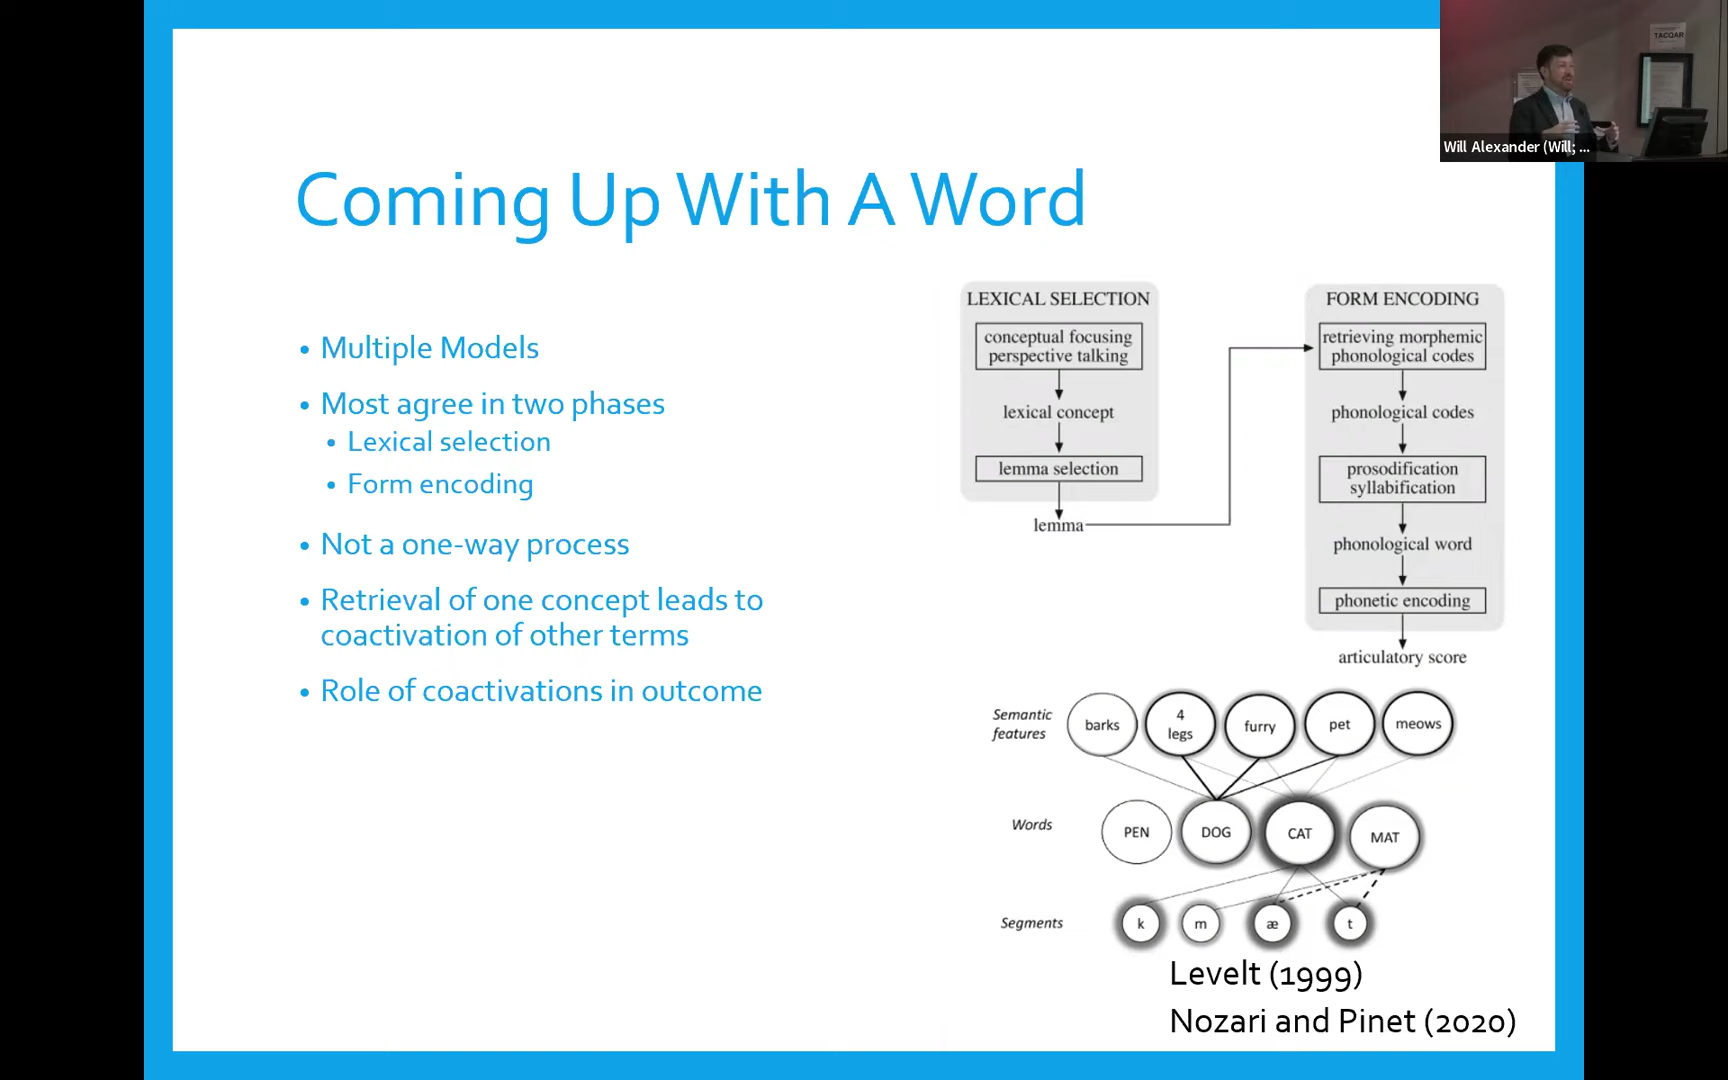 Coming Up With A Word
• Multiple Models
• Most agree in two phases
• Lexical selection
• Form encoding
• Not a one-way process
• Retrieval of one concept leads to
coactivation of other terms
• Role of coactivations in outcome
LEXICAL SELECTION
conceptual focusing
perspective talking
lexical concept
lemma selection
lemma
FORM ENCODING
retrieving morphemic
phonological codes
phonological codes
prosodification
syllabification
phonological word
phonetic encoding
articulatory score
Semantic
features
barks
4
legs
furry
pet
meows
Words
PEN
DOG
CAT
MAT
Segments
k
m
æ
t
Levelt (1999)
Nozari and Pinet (2020)
TACQAR
Will Alexander (Will; ...